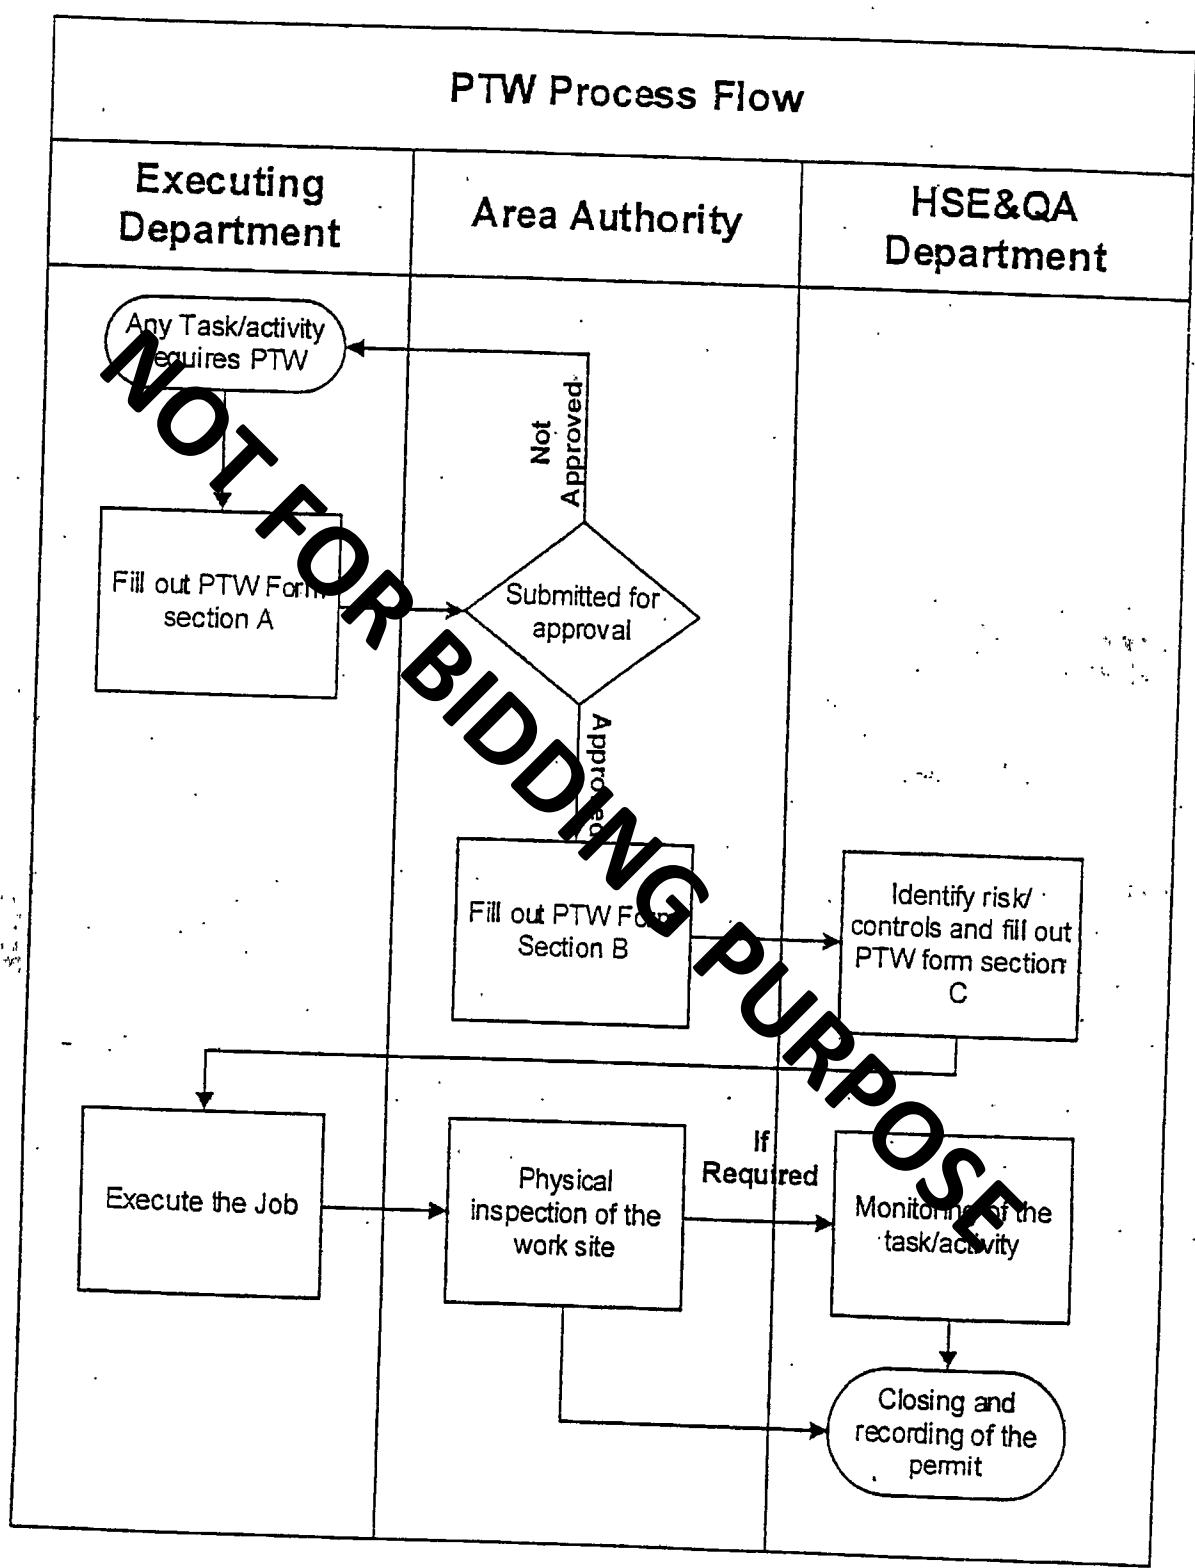 PTW Process Flow
Executing
Department
Area Authority
HSE&QA
Department
Any Task/activity
requires PTW
Not
Approved
Fill out PTW Form
section A
Submitted for
approval
Approved
Fill out PTW Form
Section B
Identify risk/
controls and fill out
PTW form section
C
Execute the Job
Physical
inspection of the
work site
If
Required
Monitoring of the
task/activity
Closing and
recording of the
permit
NOT FOR BIDDING PURPOSE